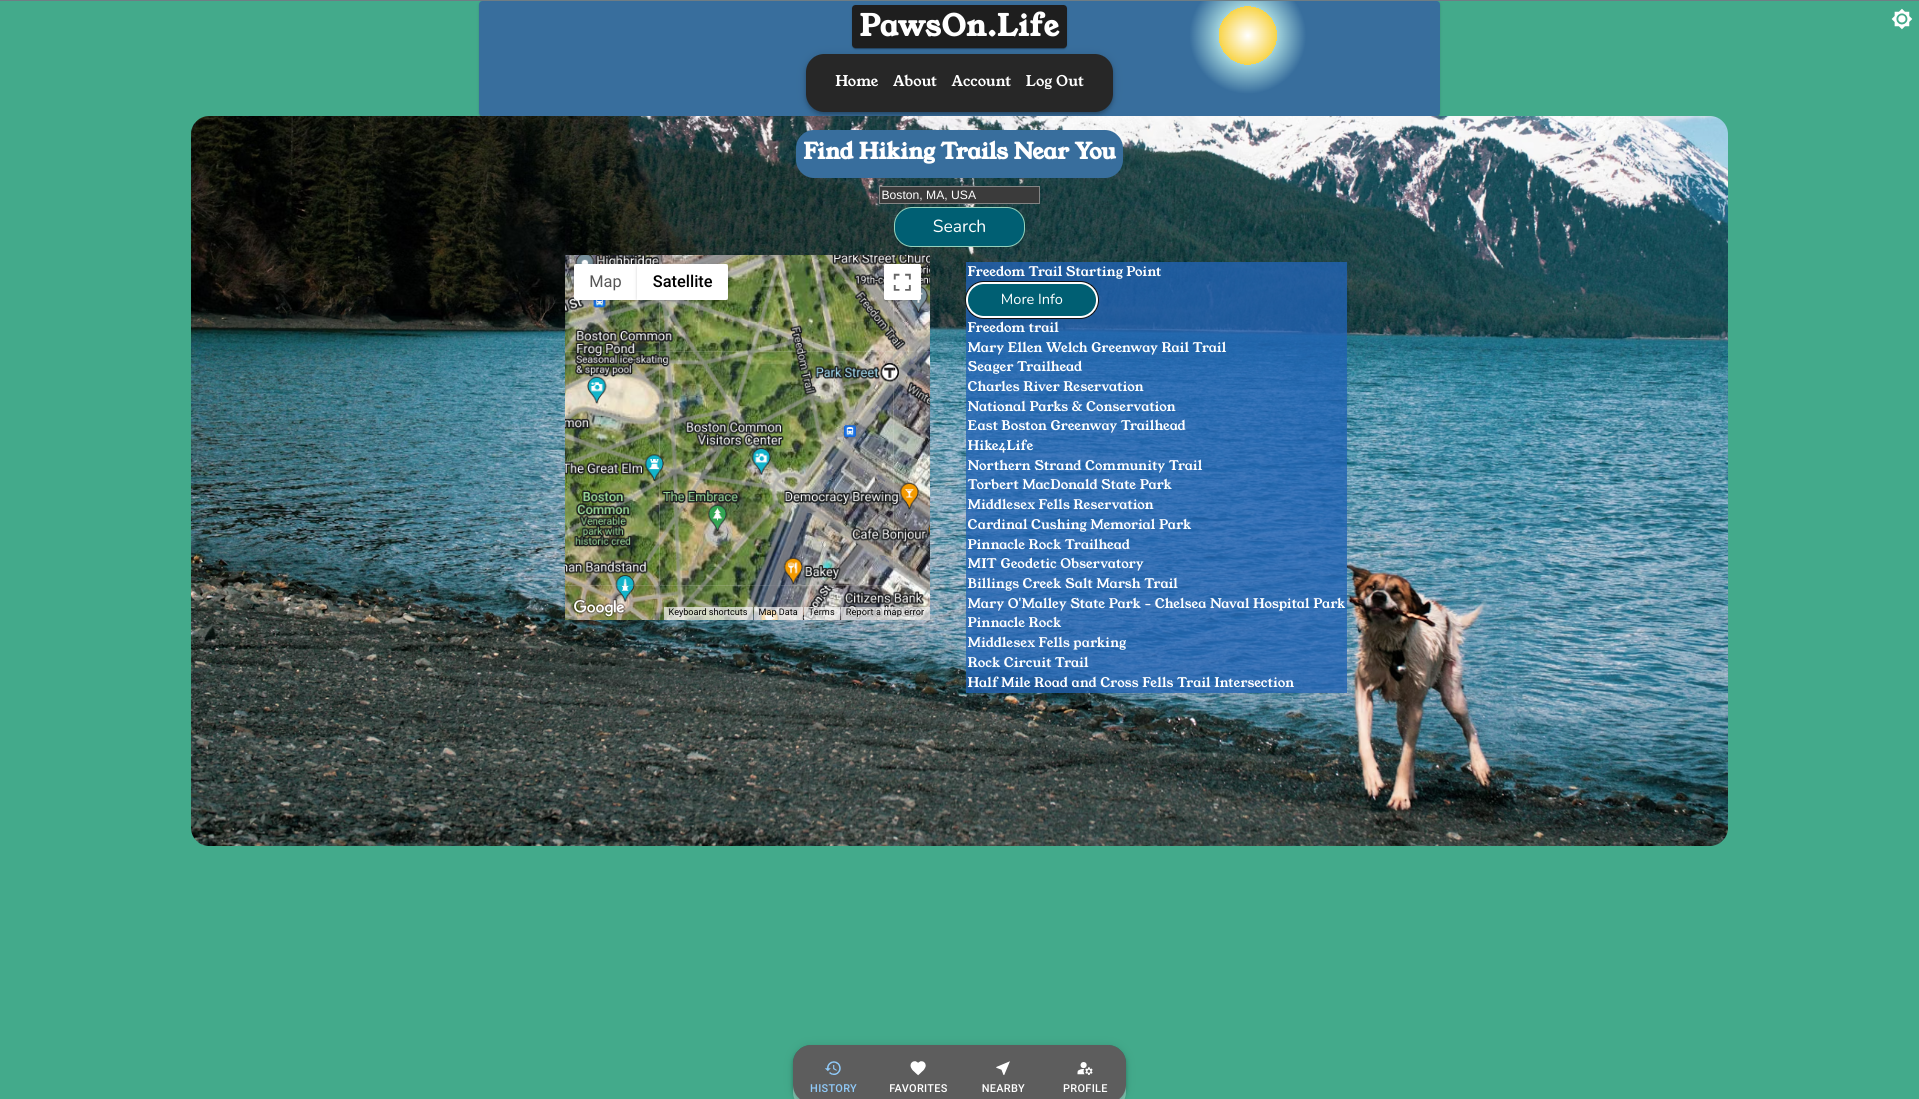 PawsOn.Life
Home About Account Log Out
Find Hiking Trails Near You
Boston, MA, USA
Search
Map Satellite
Highbridge
Park Street Churc
19th-c
Freedom Trail
Freedom Trail
Boston Common
Frog Pond
Seasonal ice-skating
& spray pool
Park Street
Winte
mon
Boston Common
Visitors Center
The Great Elm
Boston
Common
Venerable
park with
historic cred
The Embrace
Democracy Brewing
Cafe Bonjour
an Bandstand
Bakey
Citizens Bank
Google
Keyboard shortcuts Map Data Terms Report a map error
Freedom Trail Starting Point
More Info
Freedom trail
Mary Ellen Welch Greenway Rail Trail
Seager Trailhead
Charles River Reservation
National Parks & Conservation
East Boston Greenway Trailhead
Hike4Life
Northern Strand Community Trail
Torbert MacDonald State Park
Middlesex Fells Reservation
Cardinal Cushing Memorial Park
Pinnacle Rock Trailhead
MIT Geodetic Observatory
Billings Creek Salt Marsh Trail
Mary O'Malley State Park - Chelsea Naval Hospital Park
Pinnacle Rock
Middlesex Fells parking
Rock Circuit Trail
Half Mile Road and Cross Fells Trail Intersection
HISTORY FAVORITES NEARBY PROFILE